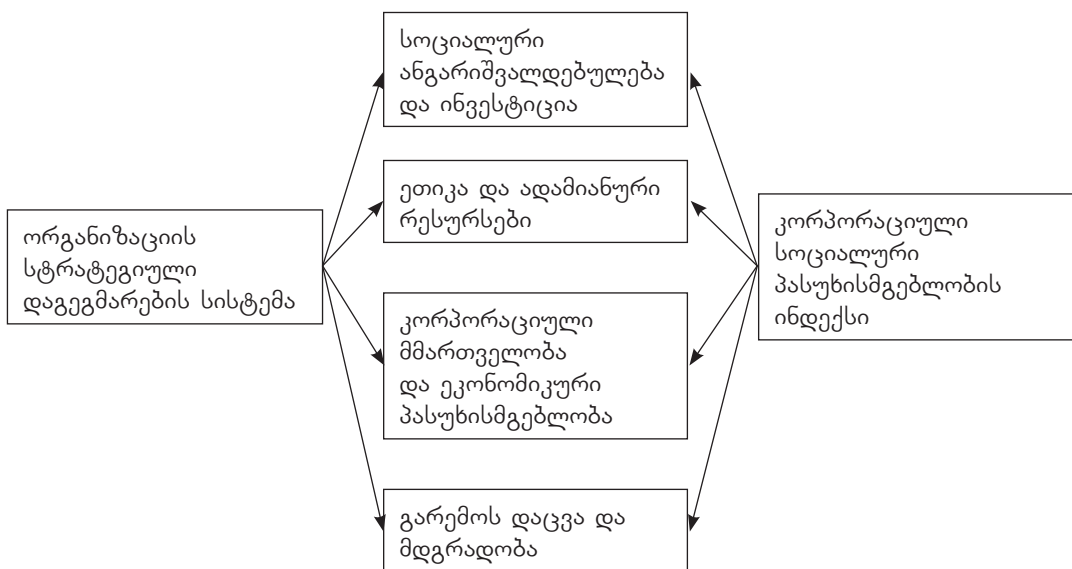 სოციალური
ანგარიშვალდებულება
და ინვესტიცია
ეთიკა და ადამიანური
რესურსები
ორგანიზაციის
სტრატეგიული
დაგეგმარების სისტემა
კორპორაციული
სოციალური
პასუხისმგებლობის
ინდექსი
კორპორაციული
მმართველობა
და ეკონომიკური
პასუხისმგებლობა
გარემოს დაცვა და
მდგრადობა